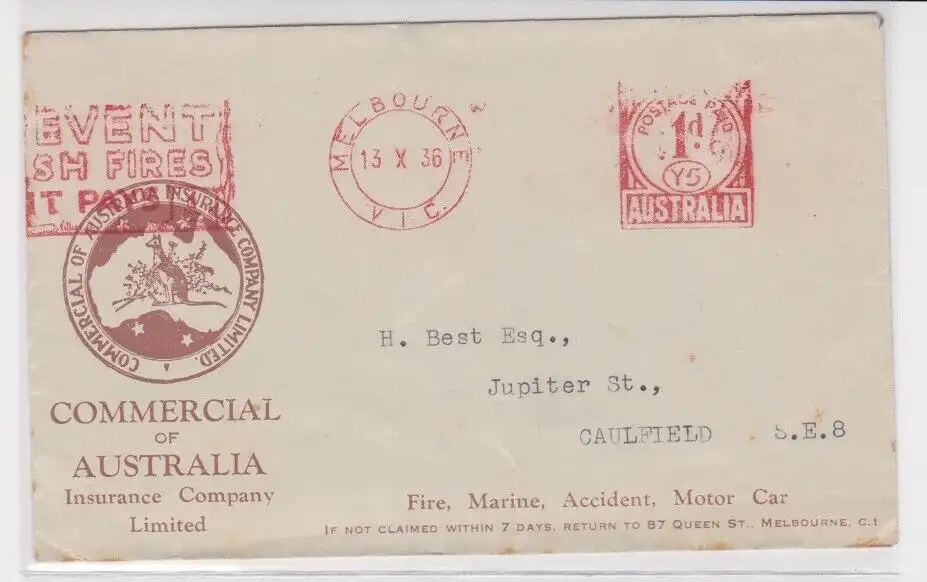 EVENT
SH FIRES
IT PAYS
MELBOURNE
13 X 36
VIC.
POSTAGE PAID
1d
Y5
AUSTRALIA
COMMERCIAL OF AUSTRALIA INSURANCE COMPANY LIMITED.
H. Best Esq.,
Jupiter St.,
CAULFIELD S.E.8
COMMERCIAL
OF
AUSTRALIA
Insurance Company
Limited
Fire, Marine, Accident, Motor Car
IF NOT CLAIMED WITHIN 7 DAYS, RETURN TO 87 QUEEN ST., MELBOURNE, C.1